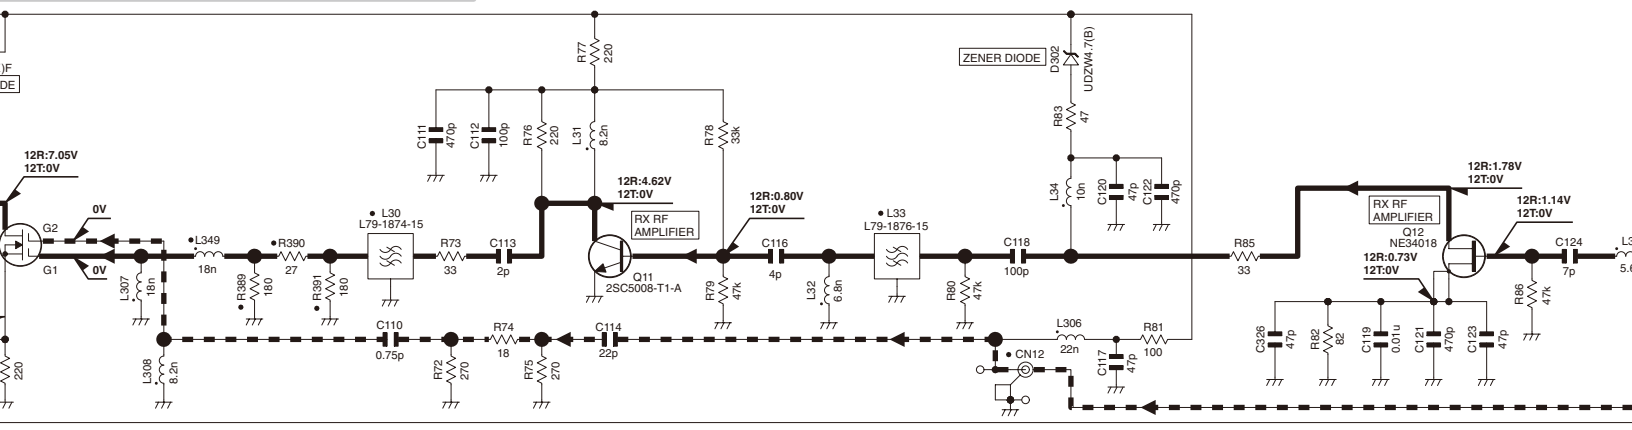 )F
DE
12R:7.05V
12T:0V
G2
G1
0V
0V
L307
18n
L349
18n
R389
180
R390
27
R391
180
L308
8.2n
220
L30
L79-1874-15
R73
33
C113
2p
C111
470p
C112
100p
R76
220
R77
220
L31
8.2n
R78
33k
12R:4.62V
12T:0V
RX RF
AMPLIFIER
Q11
2SC5008-T1-A
12R:0.80V
12T:0V
R79
47k
C116
4p
L32
6.8n
L33
L79-1876-15
R80
47k
C118
100p
C110
0.75p
R72
270
R74
18
R75
270
C114
22p
ZENER DIODE
D302
UDZW4.7(B)
R83
47
L34
10n
C120
47p
C122
470p
L306
22n
R81
100
C117
47p
CN12
R85
33
RX RF
AMPLIFIER
Q12
NE34018
12R:1.78V
12T:0V
12R:1.14V
12T:0V
12R:0.73V
12T:0V
C124
7p
L3
5.6
R86
47k
C326
47p
R82
82
C119
0.01u
C121
470p
C123
47p